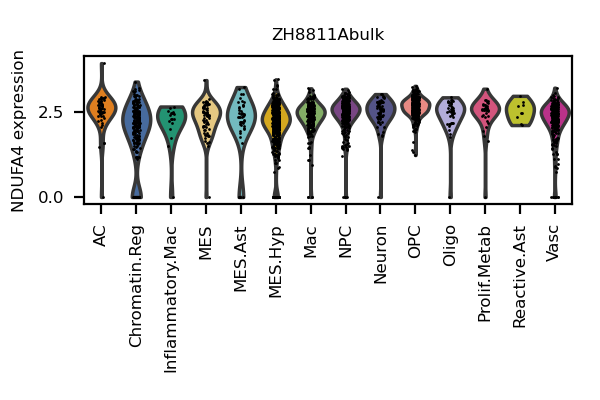 ZH8811Abulk
NDUFA4 expression
2.5
0.0
AC
Chromatin.Reg
Inflammatory.Mac
MES
MES.Ast
MES.Hyp
Mac
NPC
Neuron
OPC
Oligo
Prolif.Metab
Reactive.Ast
Vasc